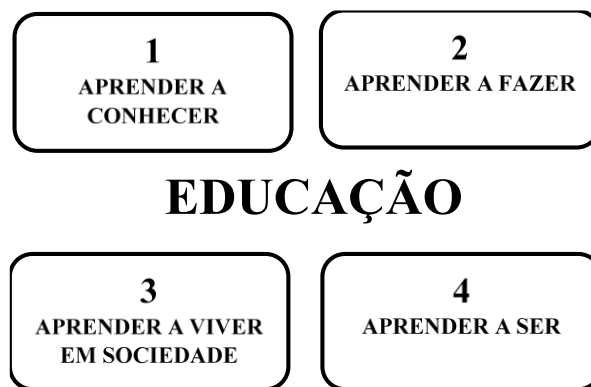 1
APRENDER A
CONHECER
2
APRENDER A FAZER
EDUCAÇÃO
3
APRENDER A VIVER
EM SOCIEDADE
4
APRENDER A SER